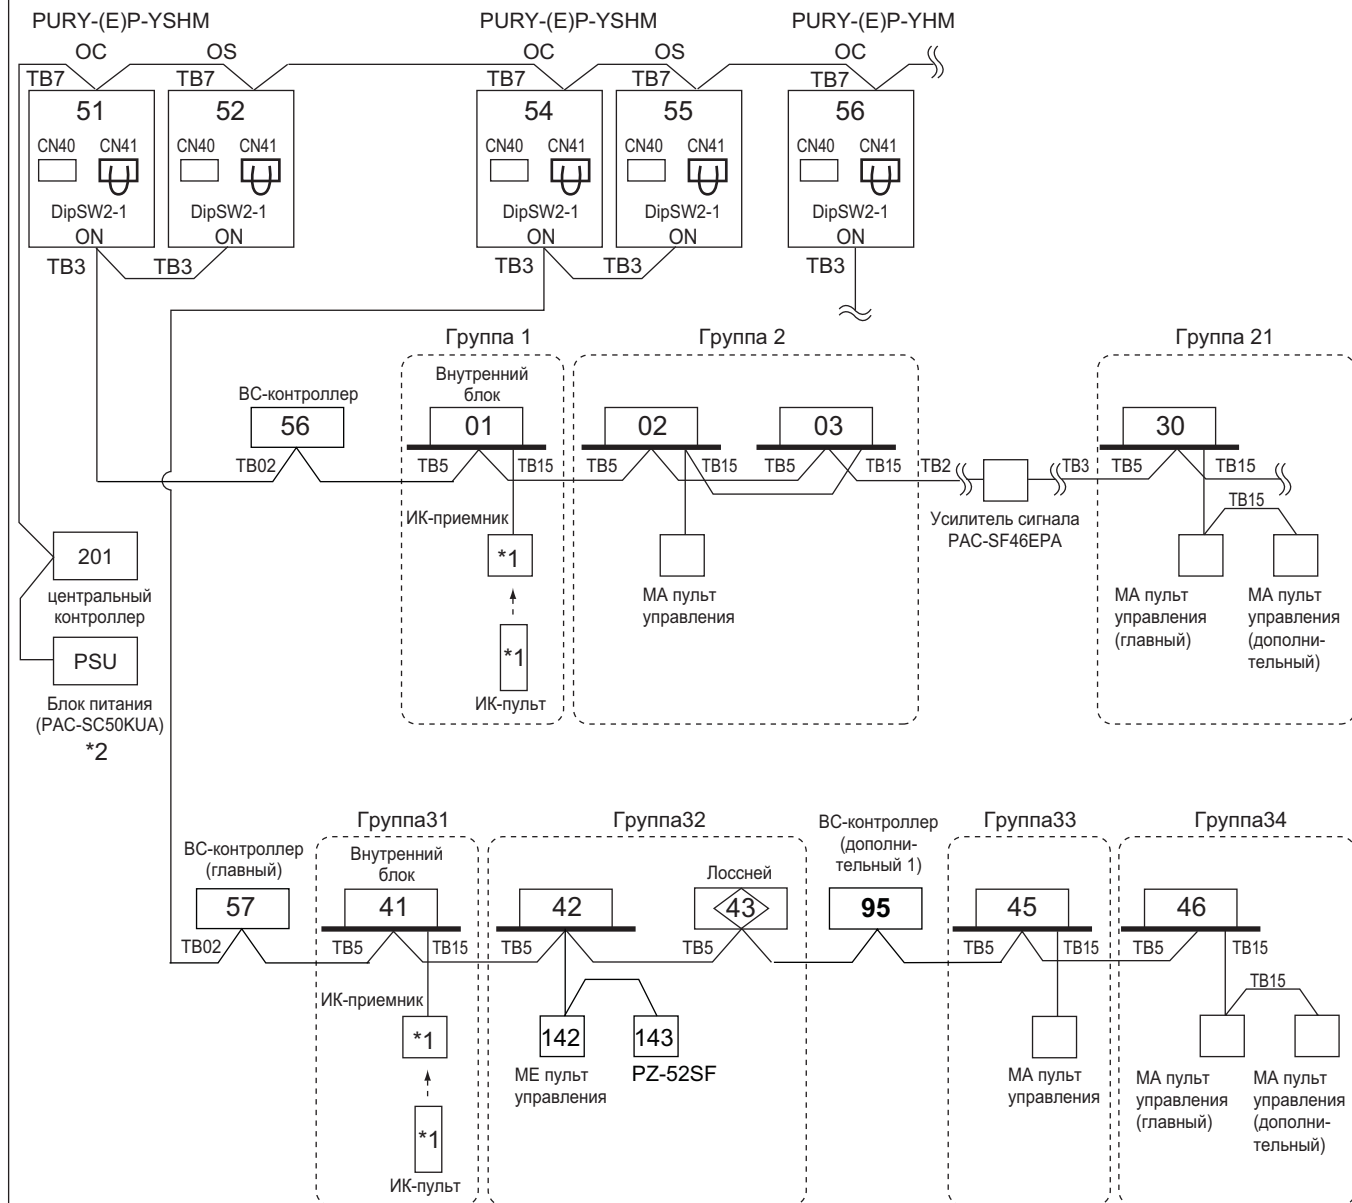 PURY-(E)P-YSHM PURY-(E)P-YSHM PURY-(E)P-YHM
OC OS OC OS OC
TB7 TB7 TB7 TB7 TB7
51 52 54 55 56
CN40 CN41 CN40 CN41 CN40 CN41 CN40 CN41 CN40 CN41
DipSW2-1 DipSW2-1 DipSW2-1 DipSW2-1 DipSW2-1
ON ON ON ON ON
TB3 TB3 TB3 TB3 TB3
Группа 1 Группа 2 Группа 21
ВС-контроллер
Внутренний
блок
56 01 02 03 30
TB02 TB5 TB15 TB5 TB15 TB5 TB15 TB2 TB3 TB5 TB15
Усилитель сигнала
PAC-SF46EPA
TB15
ИК-приемник
*1
*1
ИК-пульт
МА пульт
управления
МА пульт
управления
(главный)
МА пульт
управления
(дополни-
тельный)
201
центральный
контроллер
PSU
Блок питания
(PAC-SC50KUA)
*2
Группа31 Группа32 Группа33 Группа34
ВС-контроллер
(главный)
Внутренний
блок
Лоссней
ВС-контроллер
(дополни-
тельный 1)
57 41 42 43 95 45 46
TB02 TB5 TB15 TB5 TB5 TB5 TB15 TB5 TB15
TB15
ИК-приемник
*1
*1
ИК-пульт
142 143
МЕ пульт
управления
PZ-52SF
МА пульт
управления
МА пульт
управления
(главный)
МА пульт
управления
(дополни-
тельный)